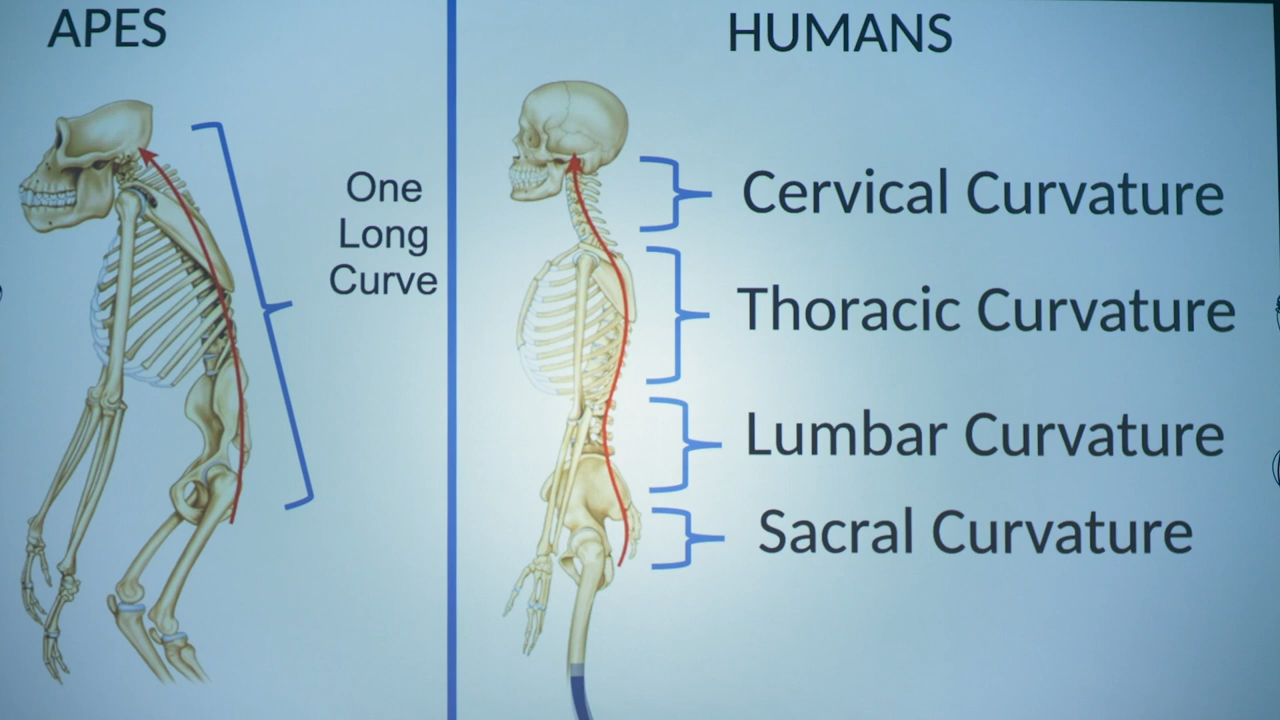 APES
One
Long
Curve
HUMANS
Cervical Curvature
Thoracic Curvature
Lumbar Curvature
Sacral Curvature